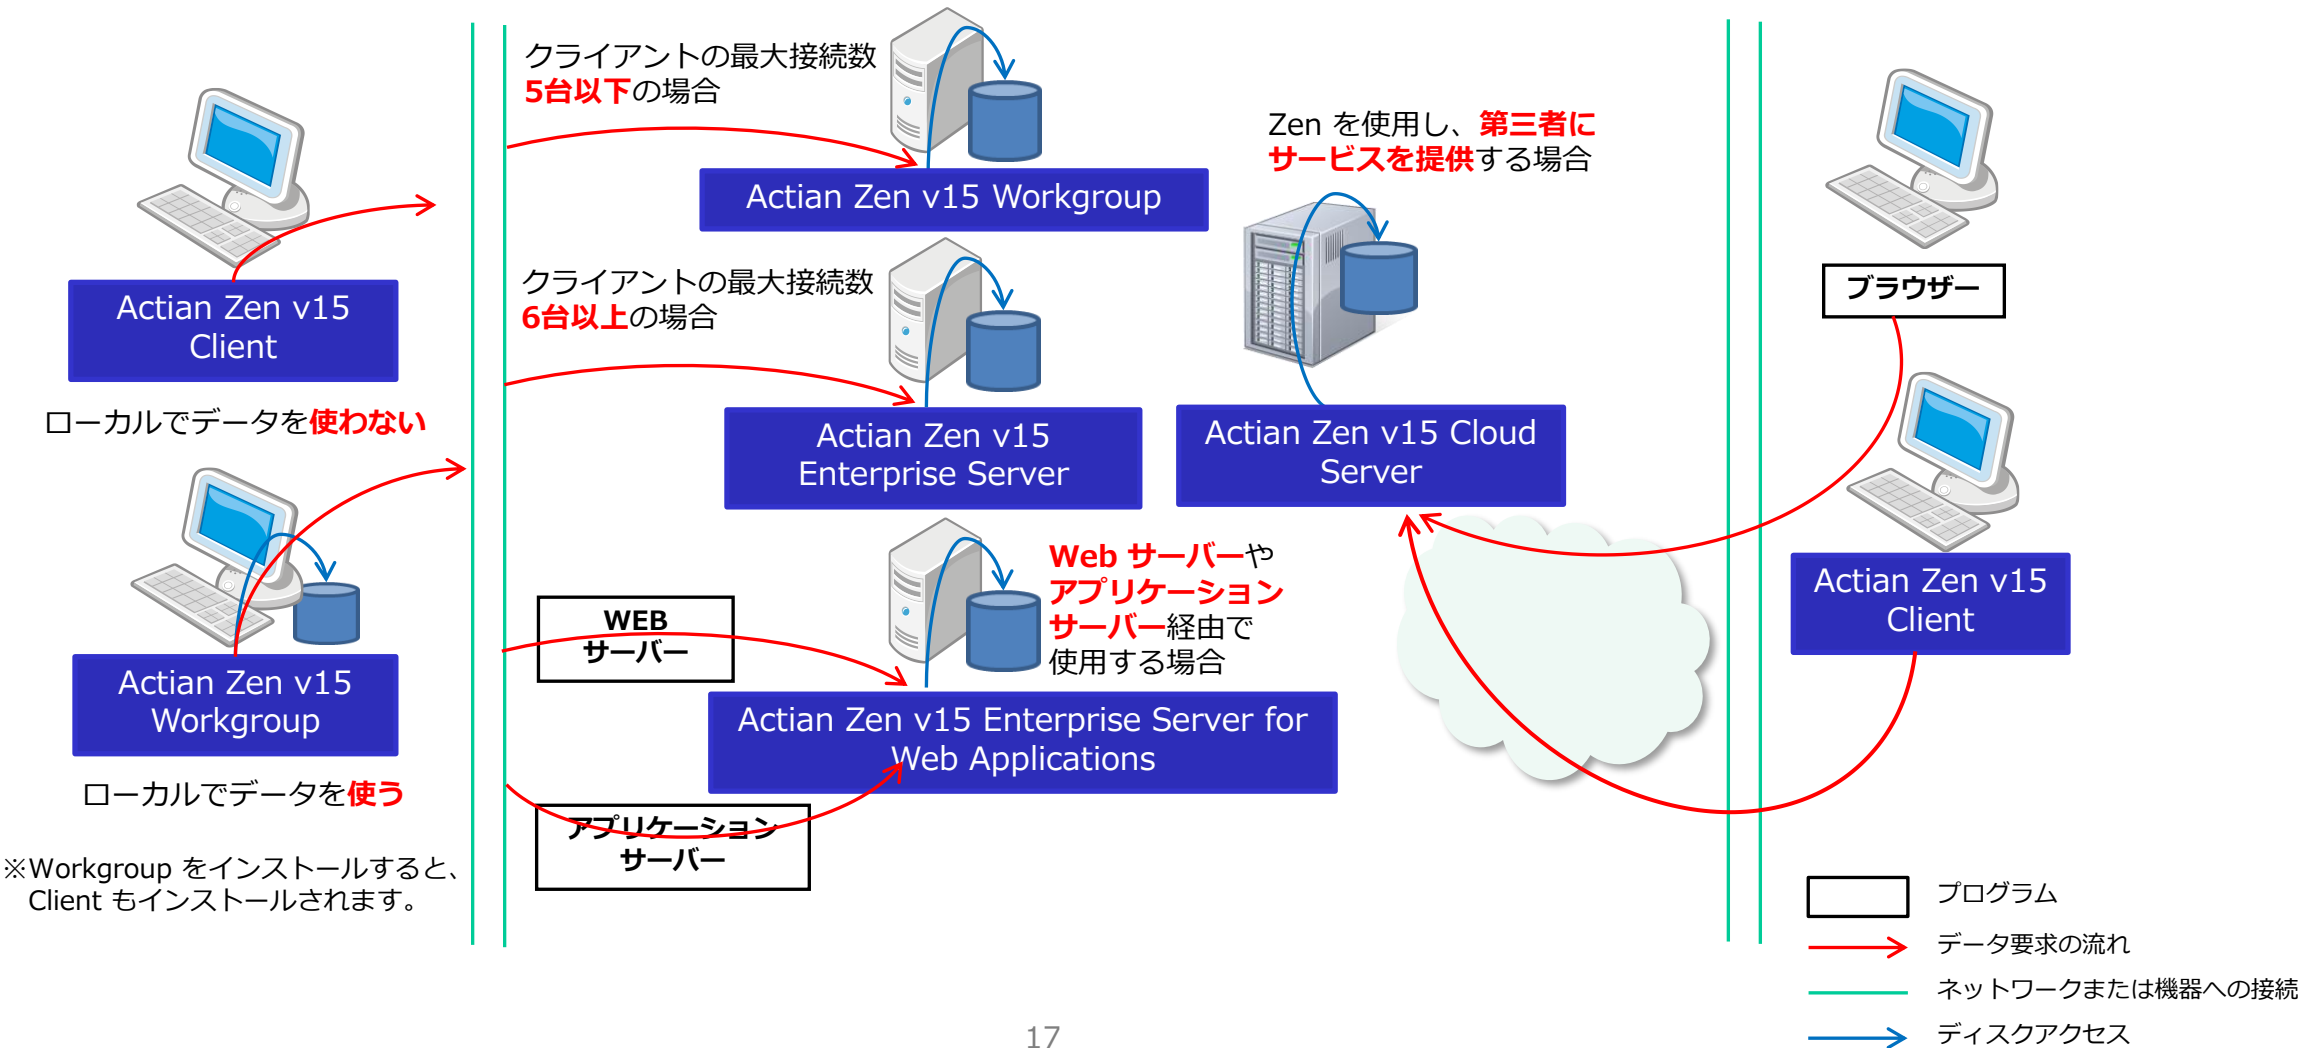 クライアントの最大接続数
5台以下の場合
Actian Zen v15 Workgroup
Actian Zen v15
Client
ローカルでデータを使わない
クライアントの最大接続数
6台以上の場合
Actian Zen v15
Enterprise Server
Zen を使用し、第三者に
サービスを提供する場合
Actian Zen v15 Cloud
Server
ブラウザー
Actian Zen v15
Client
Actian Zen v15
Workgroup
ローカルでデータを使う
※Workgroup をインストールすると、
Client もインストールされます。
WEB
サーバー
Web サーバーや
アプリケーション
サーバー経由で
使用する場合
Actian Zen v15 Enterprise Server for
Web Applications
アプリケーション
サーバー
プログラム
データ要求の流れ
ネットワークまたは機器への接続
ディスクアクセス
17